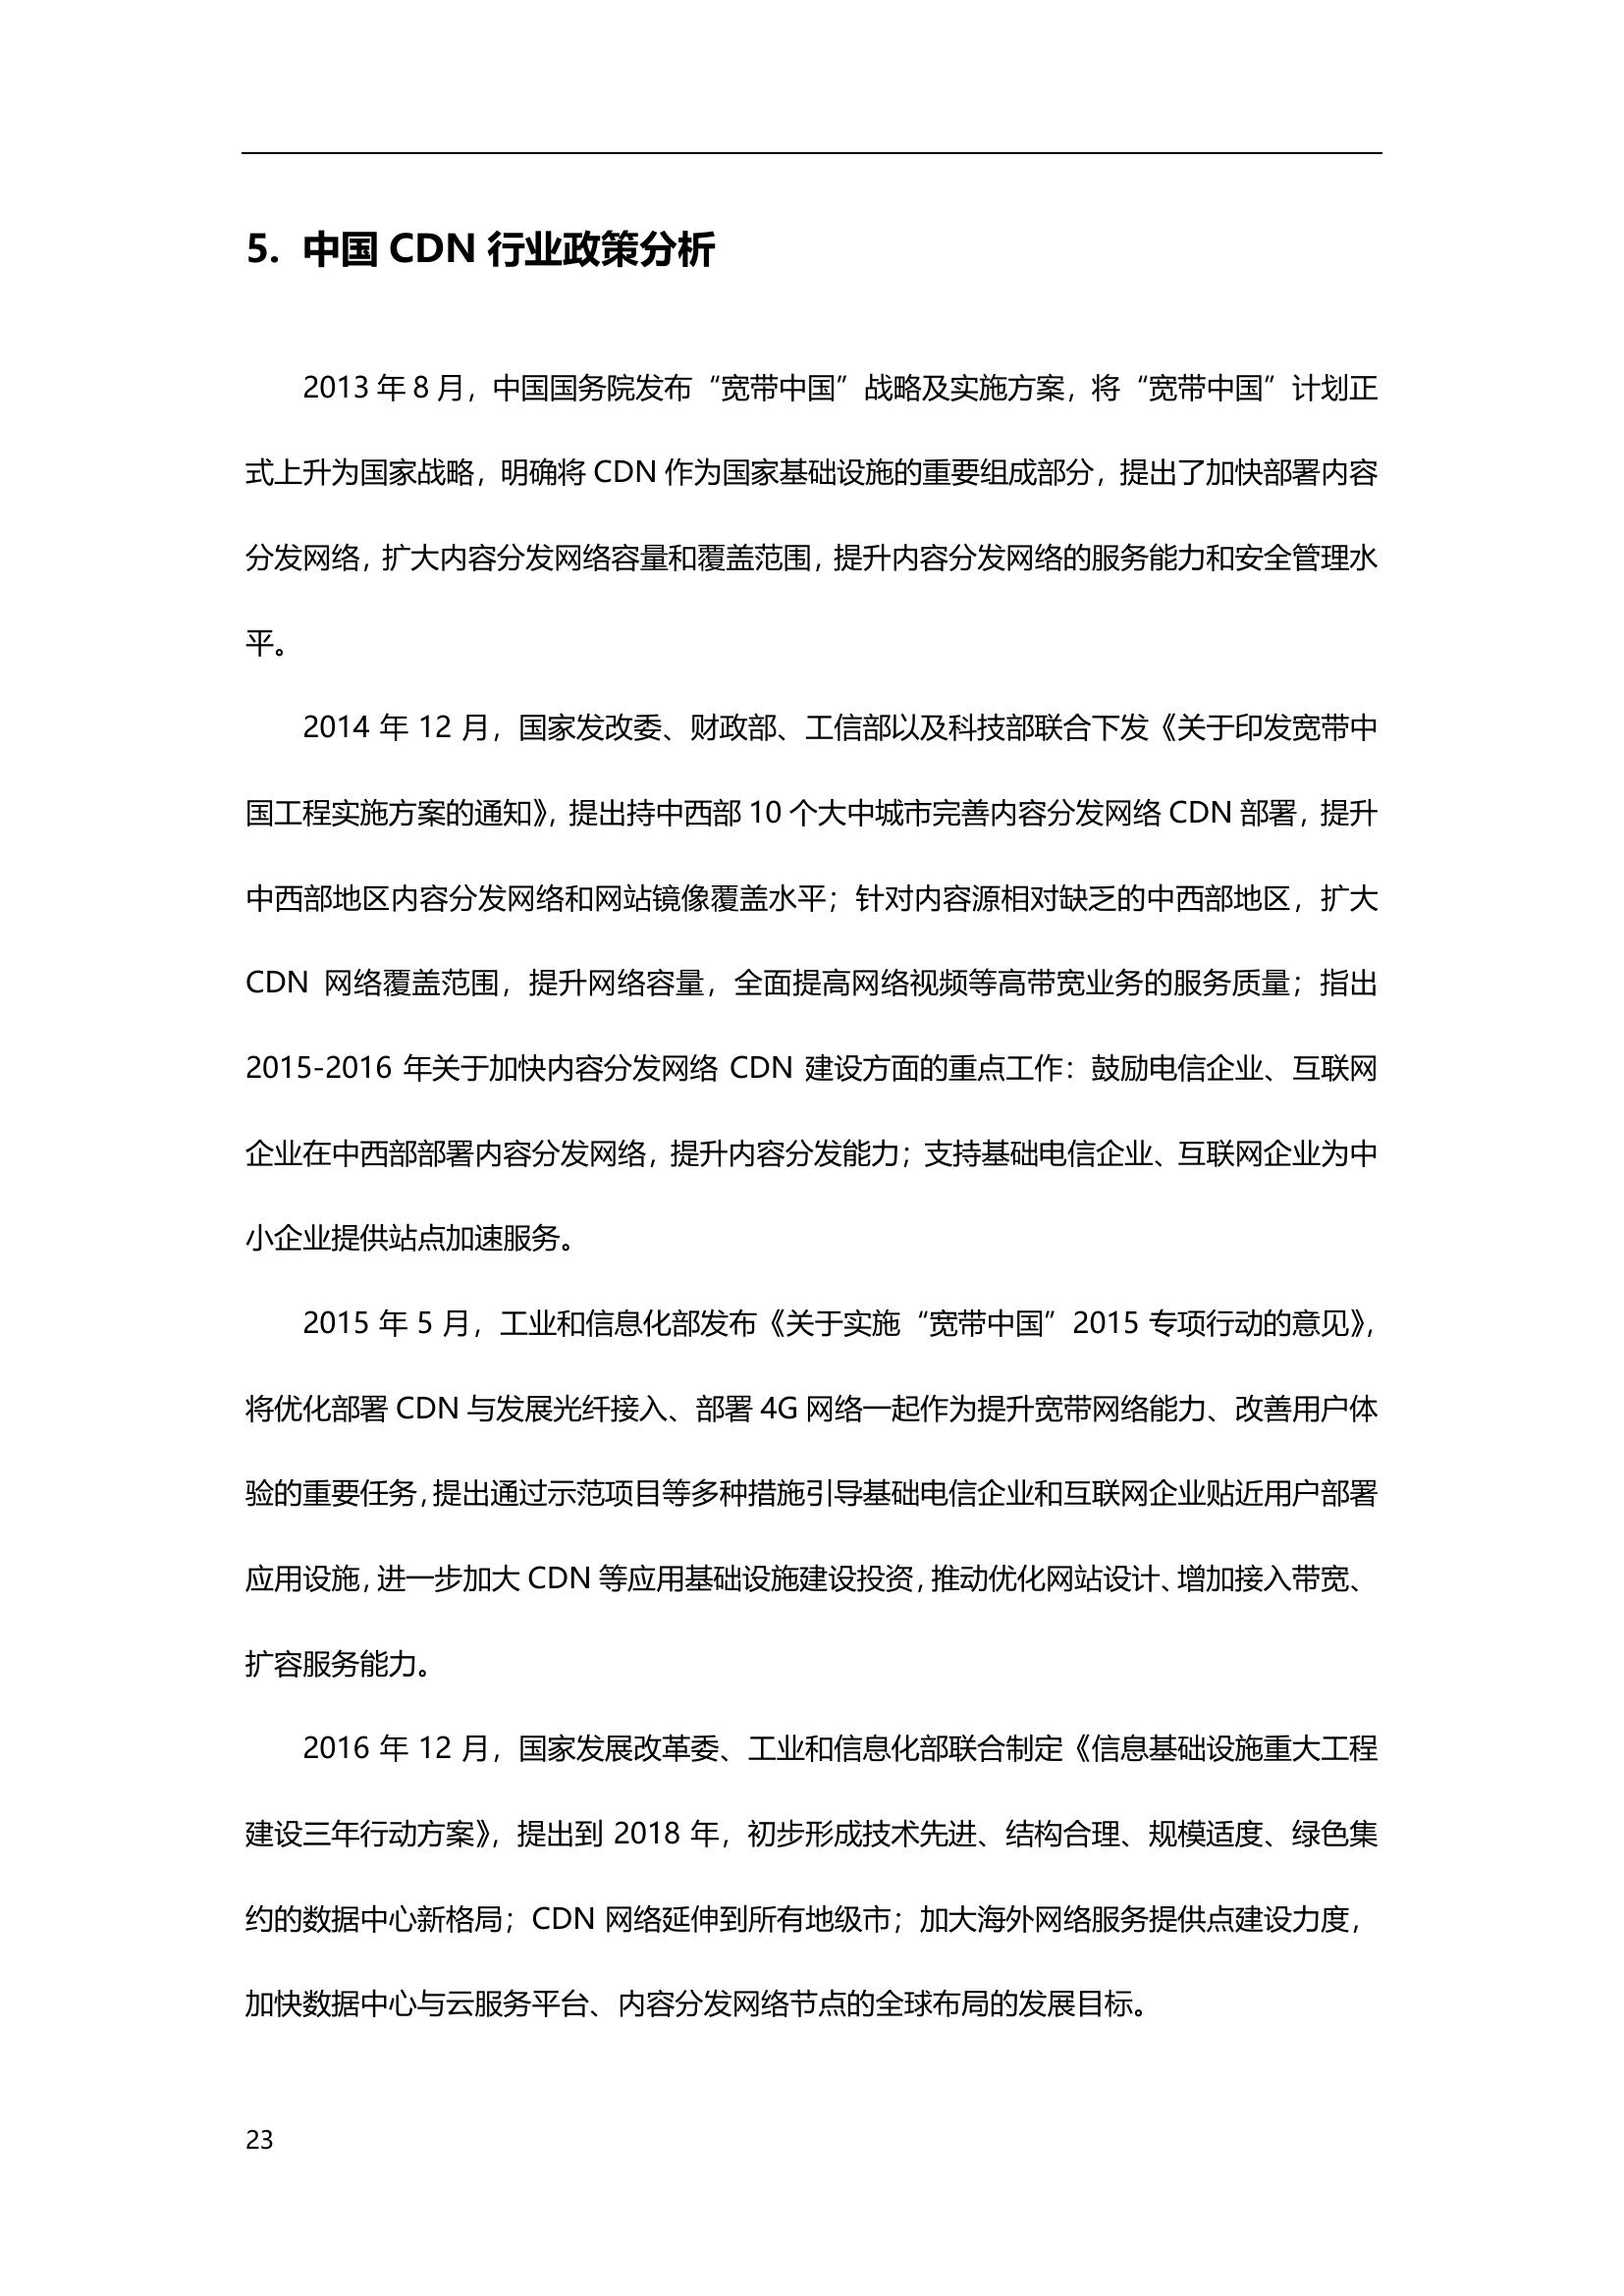 5. 中国 CDN 行业政策分析
2013 年 8 月，中国国务院发布“宽带中国”战略及实施方案，将“宽带中国”计划正
式上升为国家战略，明确将 CDN 作为国家基础设施的重要组成部分，提出了加快部署内容
分发网络，扩大内容分发网络容量和覆盖范围，提升内容分发网络的服务能力和安全管理水
平。
2014 年 12 月，国家发改委、财政部、工信部以及科技部联合下发《关于印发宽带中
国工程实施方案的通知》，提出持中西部 10 个大中城市完善内容分发网络 CDN 部署，提升
中西部地区内容分发网络和网站镜像覆盖水平；针对内容源相对缺乏的中西部地区，扩大
CDN 网络覆盖范围，提升网络容量，全面提高网络视频等高带宽业务的服务质量；指出
2015-2016 年关于加快内容分发网络 CDN 建设方面的重点工作：鼓励电信企业、互联网
企业在中西部部署内容分发网络，提升内容分发能力；支持基础电信企业、互联网企业为中
小企业提供站点加速服务。
2015 年 5 月，工业和信息化部发布《关于实施“宽带中国”2015 专项行动的意见》，
将优化部署 CDN 与发展光纤接入、部署 4G 网络一起作为提升宽带网络能力、改善用户体
验的重要任务，提出通过示范项目等多种措施引导基础电信企业和互联网企业贴近用户部署
应用设施，进一步加大 CDN 等应用基础设施建设投资，推动优化网站设计、增加接入带宽、
扩容服务能力。
2016 年 12 月，国家发展改革委、工业和信息化部联合制定《信息基础设施重大工程
建设三年行动方案》，提出到 2018 年，初步形成技术先进、结构合理、规模适度、绿色集
约的数据中心新格局；CDN 网络延伸到所有地级市；加大海外网络服务提供点建设力度，
加快数据中心与云服务平台、内容分发网络节点的全球布局的发展目标。
23